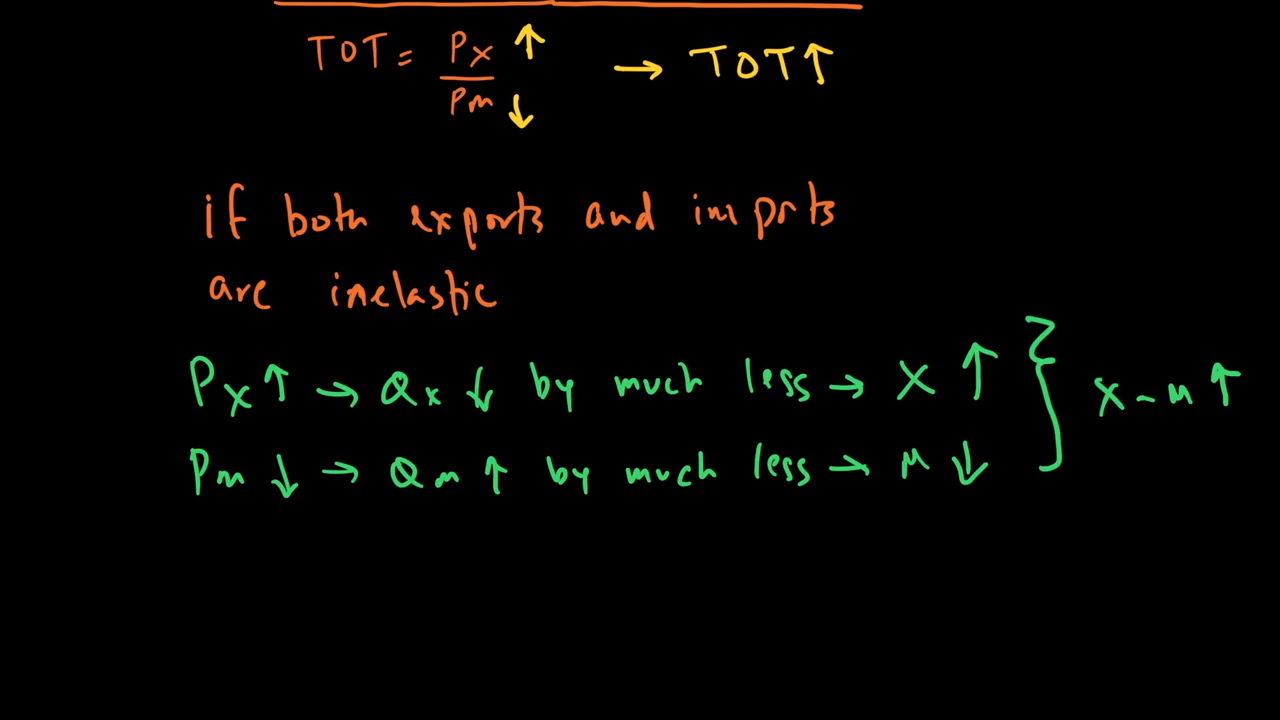 TOT = Px ↑ / Pm ↓ → TOT ↑
if both exports and imprts
are inelastic
Px ↑ → Qx ↓ by much less → X ↑
Pm ↓ → Qm ↑ by much less → M ↓
} X - M ↑